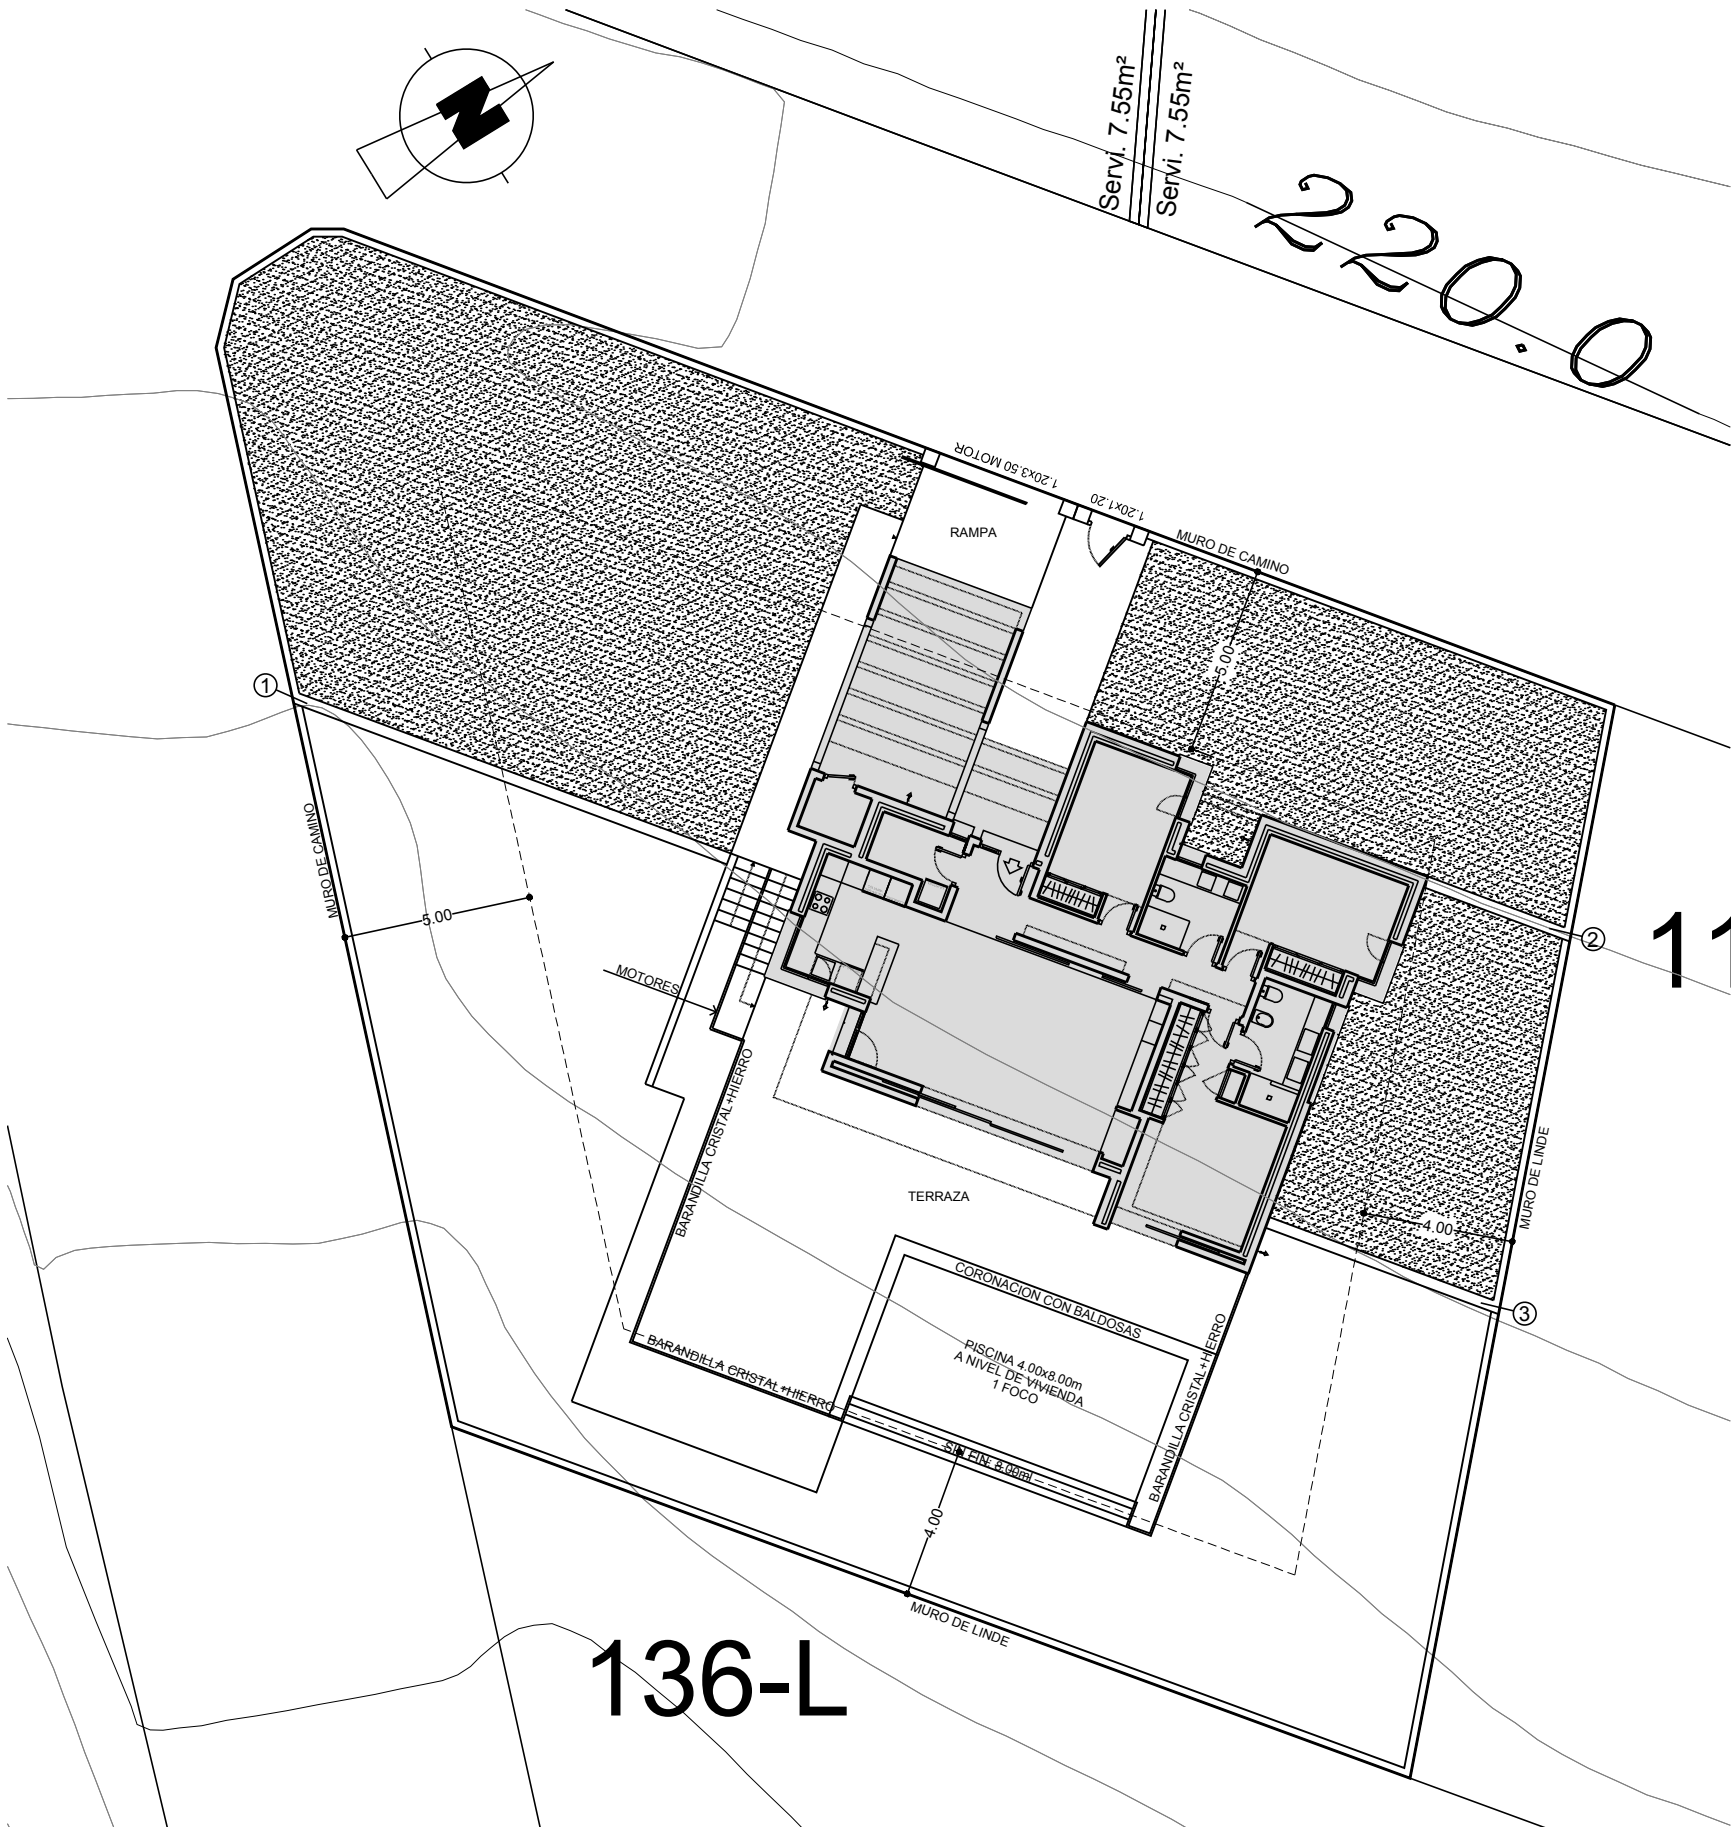 N
Servi. 7.55m²
Servi. 7.55m²
220.0
1.20x3.50 MOTOR
1.20x1.20
MURO DE CAMINO
RAMPA
5.00
1
MURO DE CAMINO
5.00
2
11
MOTORES
BARANDILLA CRISTAL+HIERRO
TERRAZA
MURO DE LINDE
4.00
CORONACION CON BALDOSAS
3
PISCINA 4.00x8.00m
A NIVEL DE VIVIENDA
1 FOCO
BARANDILLA CRISTAL+HIERRO
BARANDILLA CRISTAL+HIERRO
SIN FIN: 8.00ml
4.00
MURO DE LINDE
136-L